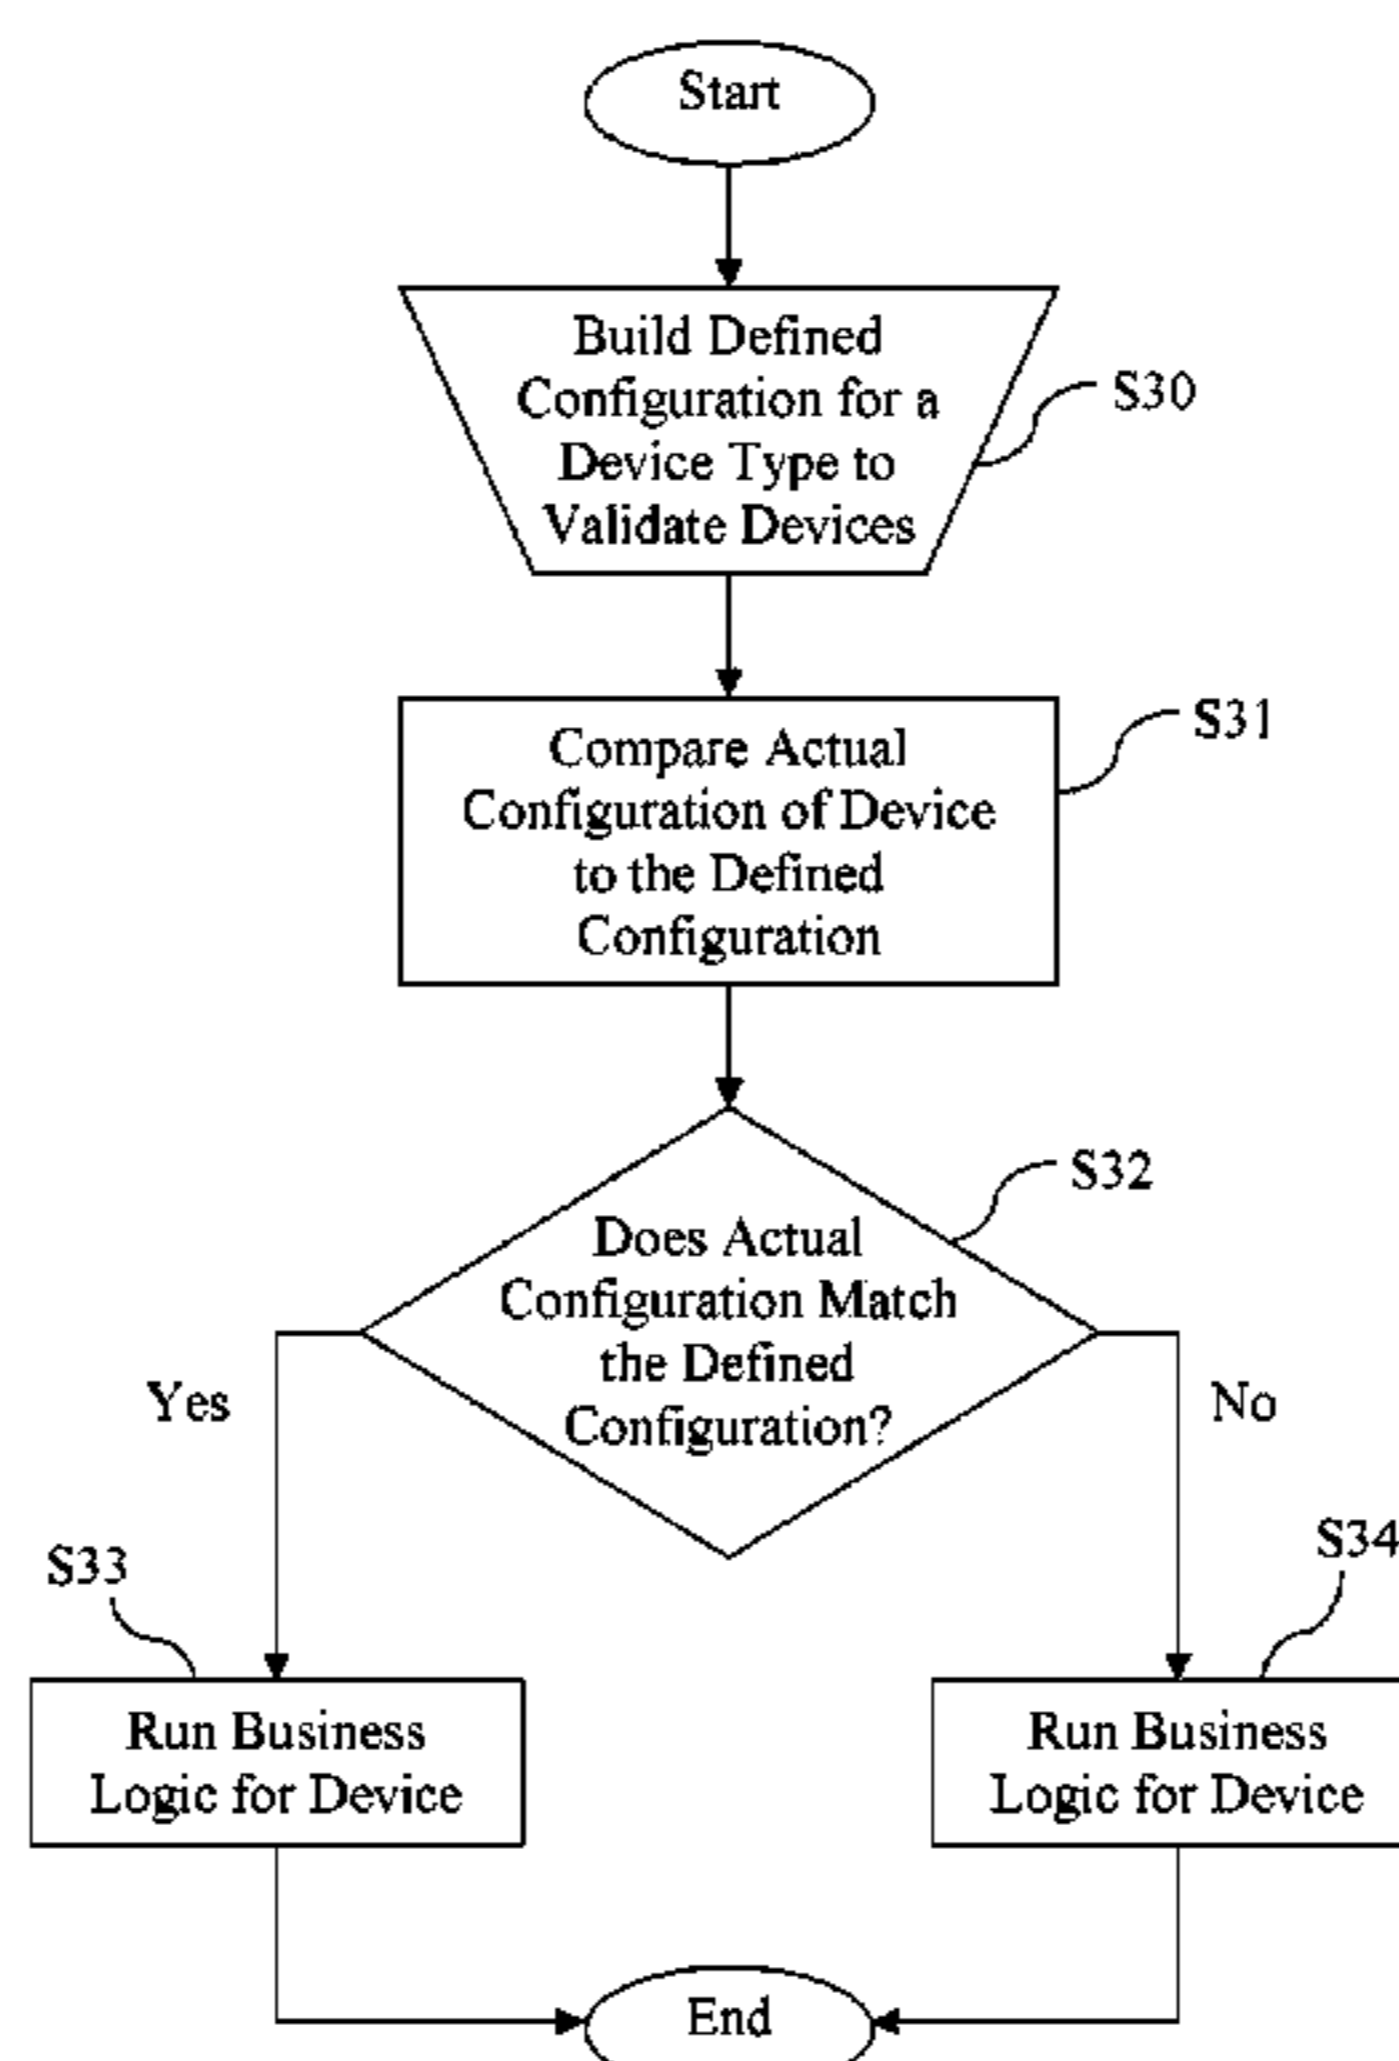 Start
Build Defined
Configuration for a
Device Type to
Validate Devices
S30
Compare Actual
Configuration of Device
to the Defined
Configuration
S31
Does Actual
Configuration Match
the Defined
Configuration?
S32
Yes
No
S33
Run Business
Logic for Device
S34
Run Business
Logic for Device
End